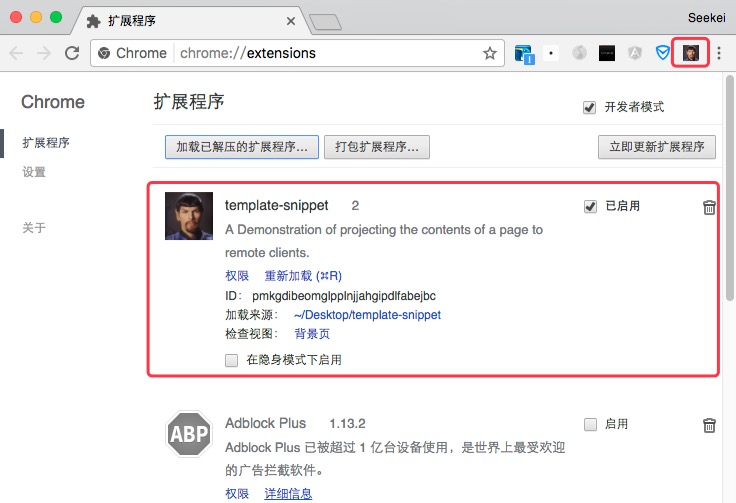 扩展程序
Seekei
Chrome
chrome://extensions
1
Chrome
扩展程序
开发者模式
扩展程序
加载已解压的扩展程序...
打包扩展程序...
立即更新扩展程序
设置
关于
template-snippet 2
已启用
A Demonstration of projecting the contents of a page to
remote clients.
权限 重新加载 (⌘R)
ID： pmkgdibeomglpplnjjahgipdlfabejbc
加载来源： ~/Desktop/template-snippet
检查视图： 背景页
在隐身模式下启用
ABP
Adblock Plus 1.13.2
启用
Adblock Plus 已被超过 1 亿台设备使用，是世界上最受欢迎
的广告拦截软件。
权限 详细信息